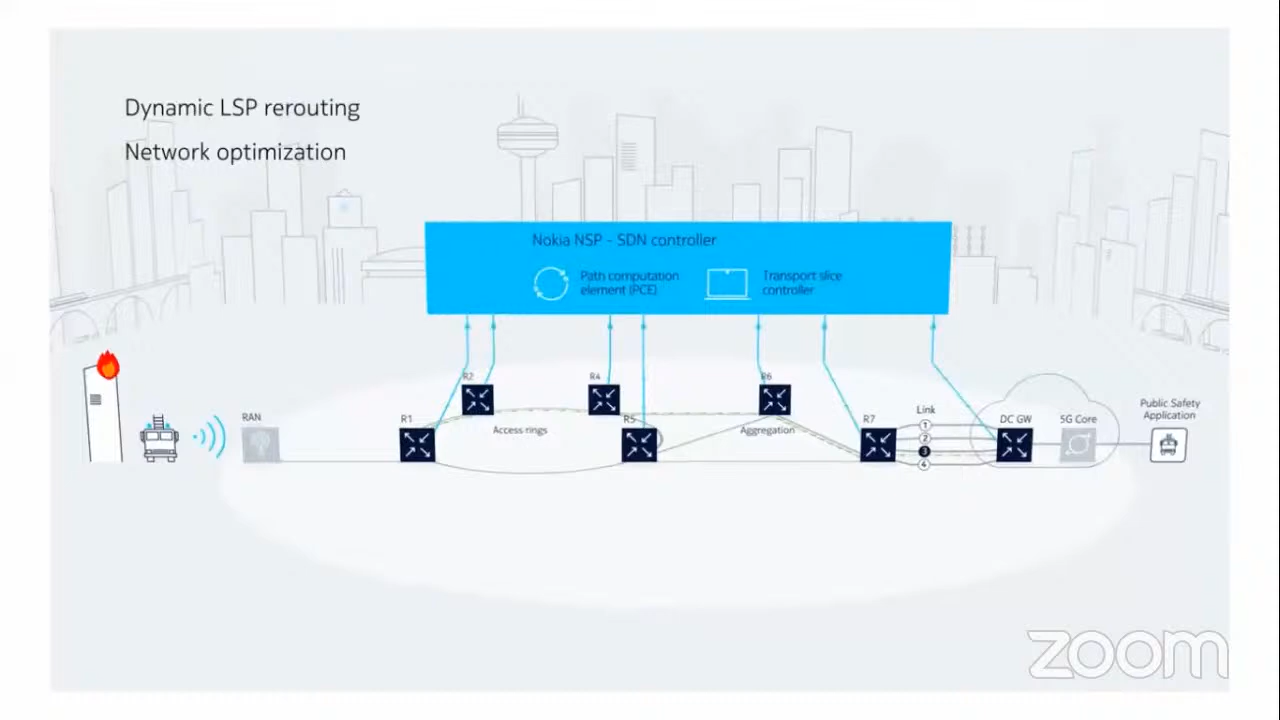 Dynamic LSP rerouting
Network optimization
Nokia NSP - SDN controller
Path computation
element (PCE)
Transport slice
controller
R2
R4
R6
RAN
R1
R5
R7
Link
DC GW
5G Core
Public Safety
Application
Access rings
Aggregation
1
2
3
4
zoom